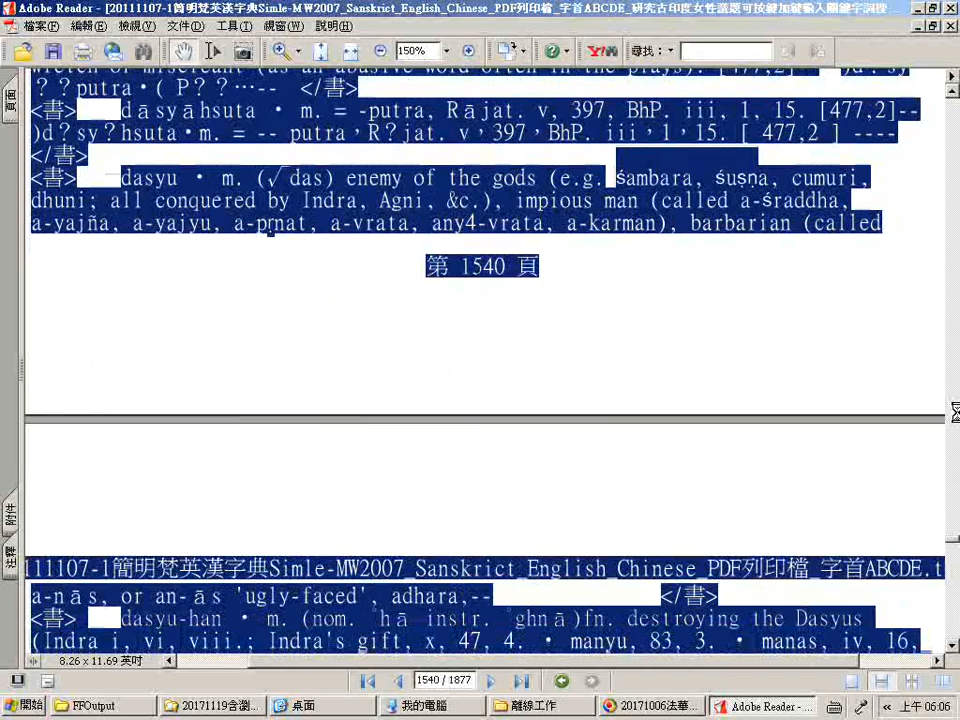 Adobe Reader - [20111107-1簡明梵英漢字典Simle-MW2007_Sanskrict_English_Chinese_PDF列印檔_字首ABCDE_研究古印度女性議題可按鍵加鍵輸入關鍵字詞搜
檔案(F) 編輯(E) 檢視(V) 文件(D) 工具(T) 視窗(W) 說明(H)
150% 尋找:
頁面
？？putra•( P？？…-- </書>
<書> dāsyāhsuta • m. = -putra, Rājat. v, 397, BhP. iii, 1, 15. [477,2]--
)d？sy？hsuta•m. = -- putra，R？jat. v，397，BhP. iii，1，15. [ 477,2 ] ----
</書>
<書> dasyu • m. (√das) enemy of the gods (e.g. śambara, śuṣṇa, cumuri,
dhuni; all conquered by Indra, Agni, &c.), impious man (called a-śraddha,
a-yajña, a-yajyu, a-pṛnat, a-vrata, any4-vrata, a-karman), barbarian (called
第 1540 頁
附件
註釋
111107-1簡明梵英漢字典Simle-MW2007_Sanskrict_English_Chinese_PDF列印檔_字首ABCDE.t
a-nās, or an-ās 'ugly-faced', adhara,-- </書>
<書> dasyu-han • m. (nom. °hā instr. °ghnā)fn. destroying the Dasyus
(Indra i, vi, viii.; Indra's gift, x, 47, 4. • manyu, 83, 3. • manas, iv, 16,
8.26 x 11.69 英吋
1540 / 1877
開始 FFOutput 20171119含瀏... 桌面 我的電腦 離線工作 20171006法華... Adobe Reader - ... 上午 06:06